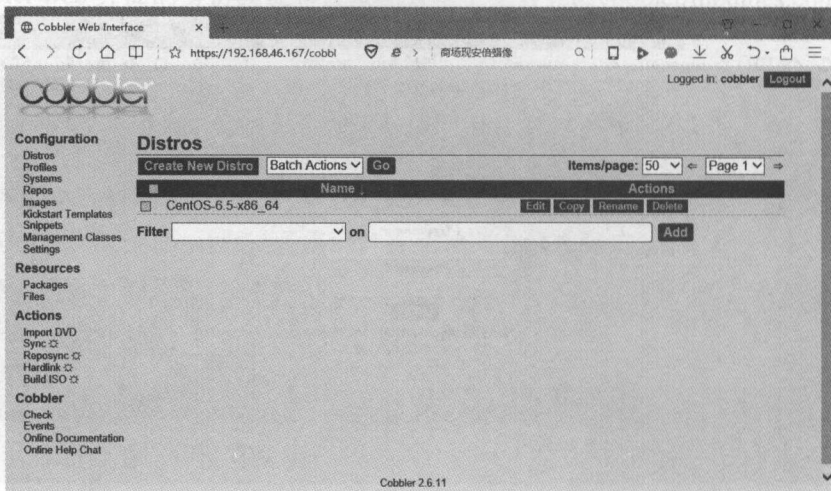 Cobbler Web Interface
https://192.168.46.167/cobbl
商场现安倍摄像
Logged in: cobbler Logout
cobbler
Configuration
Distros
Profiles
Systems
Repos
Images
Kickstart Templates
Snippets
Management Classes
Settings
Resources
Packages
Files
Actions
Import DVD
Sync
Reposync
Hardlink
Build ISO
Cobbler
Check
Events
Online Documentation
Online Help Chat
Distros
Create New Distro Batch Actions Go Items/page: 50 ⇐ Page 1 ⇒
Name ↓ Actions
CentOS-6.5-x86_64 Edit Copy Rename Delete
Filter on Add
Cobbler 2.6.11